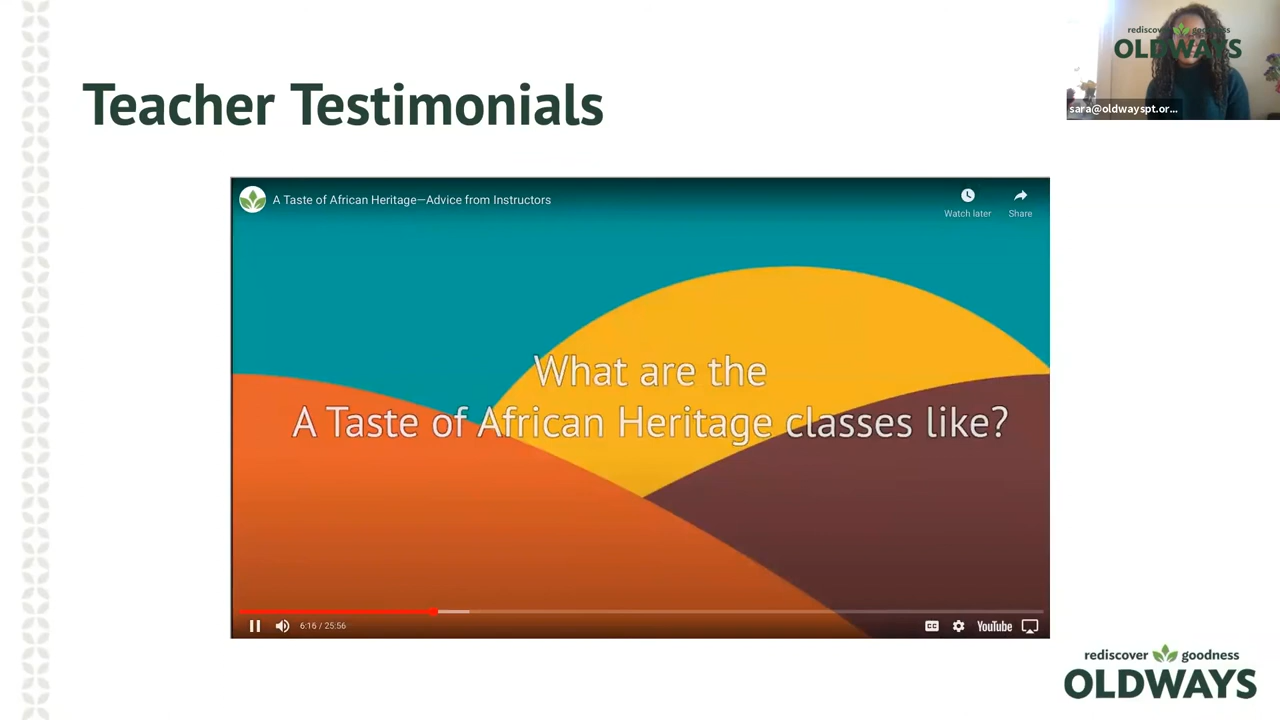 rediscover goodness
OLDWAYS
sara@oldwayspt.or...
Teacher Testimonials
A Taste of African Heritage—Advice from Instructors
Watch later
Share
What are the
A Taste of African Heritage classes like?
6:16 / 25:56
CC
YouTube
rediscover goodness
OLDWAYS